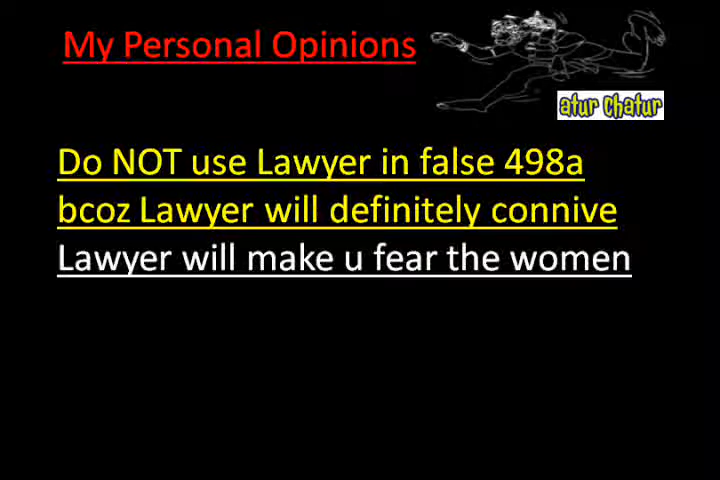 My Personal Opinions
atur chatur
Do NOT use Lawyer in false 498a
bcoz Lawyer will definitely connive
Lawyer will make u fear the women